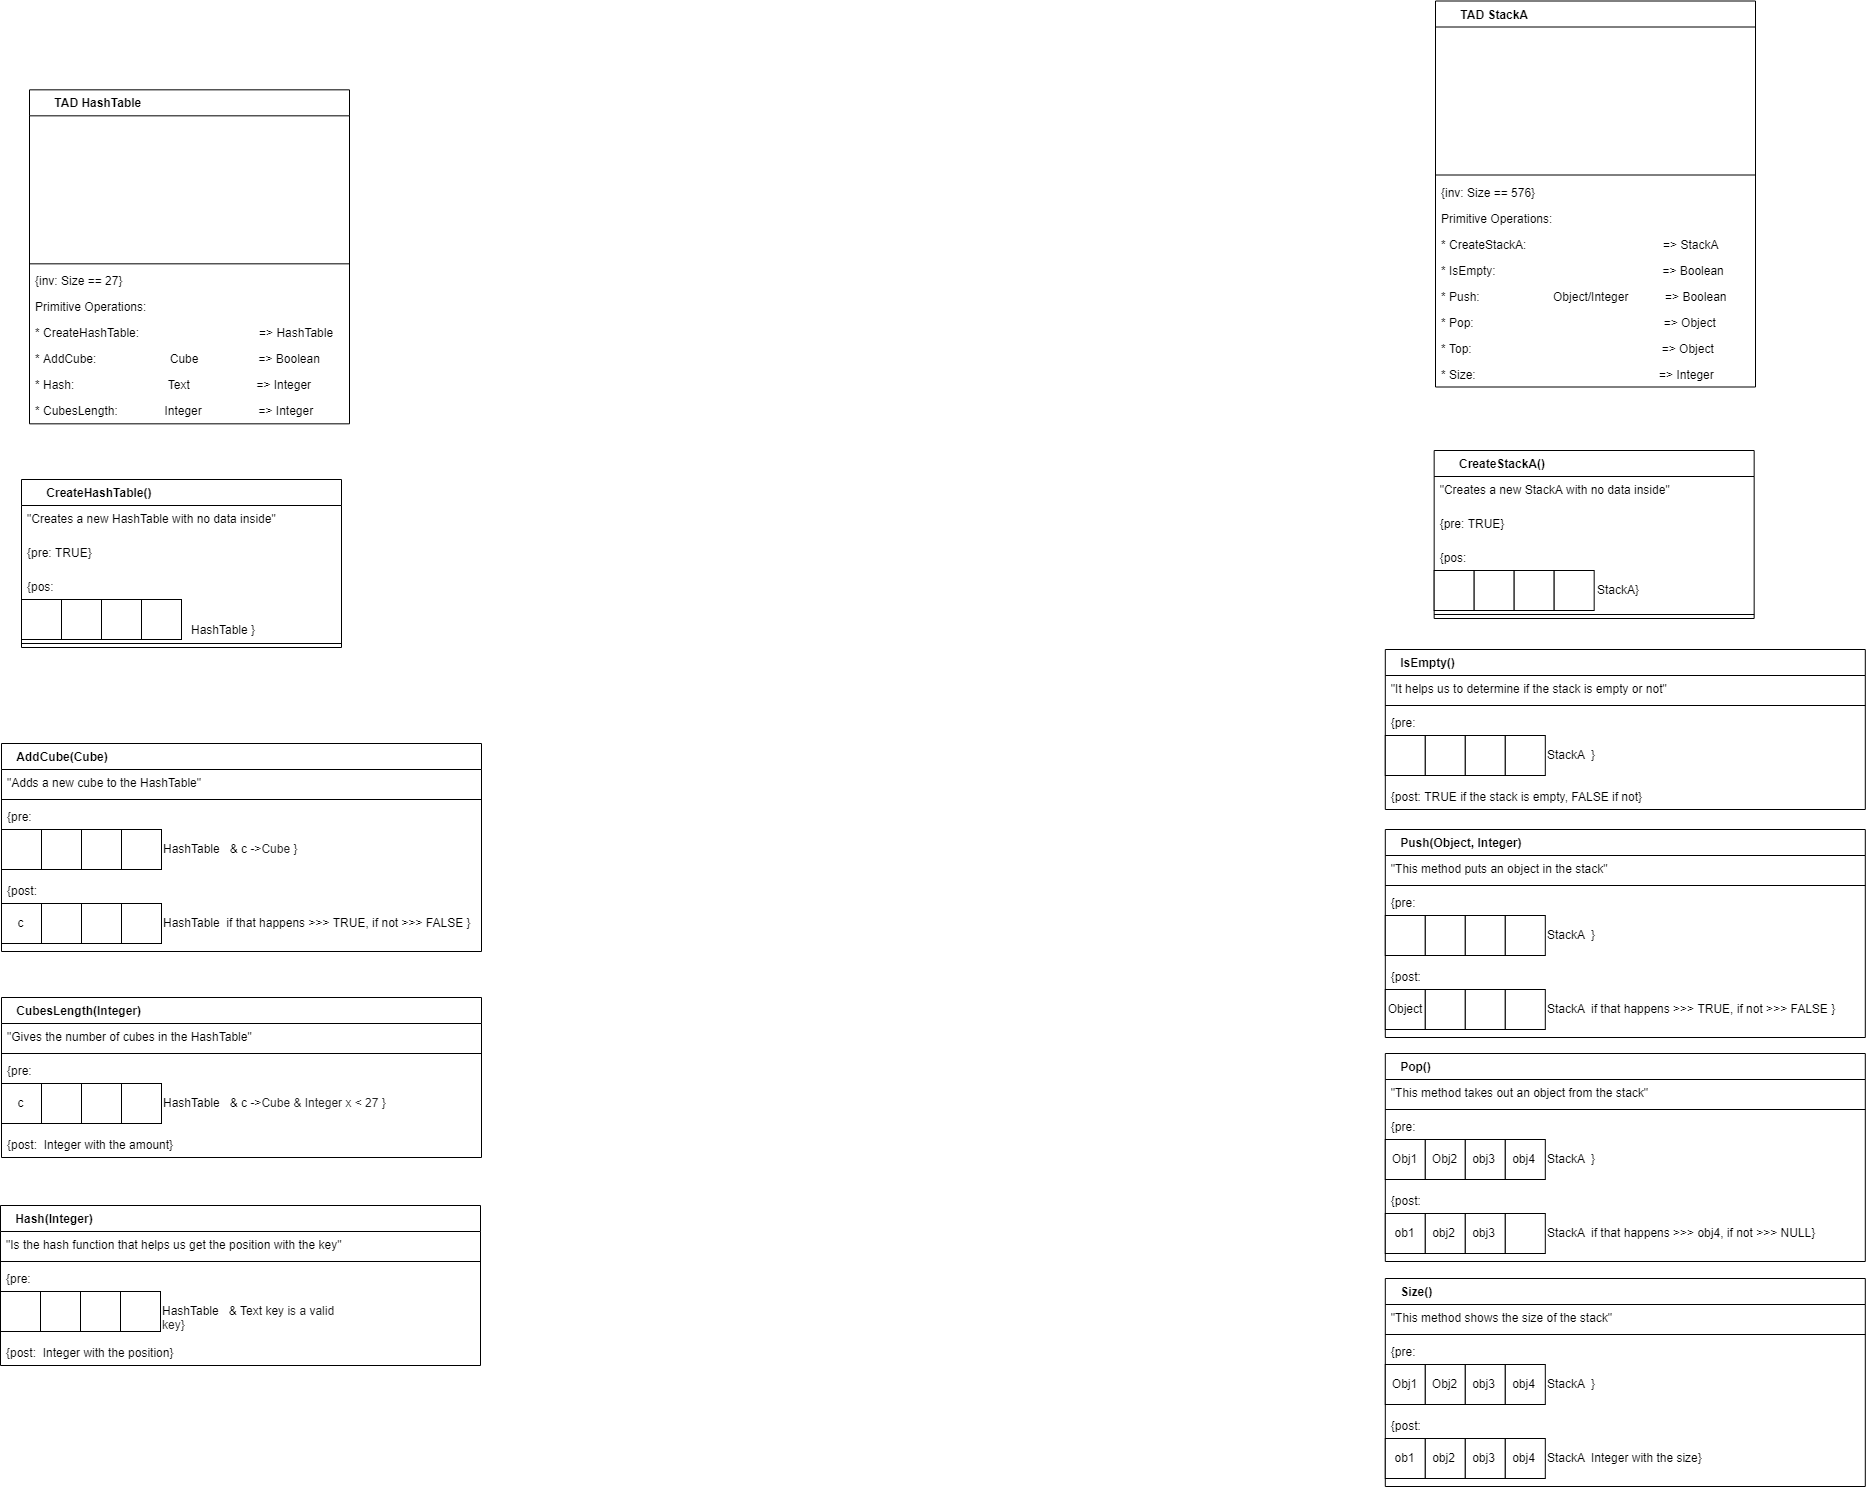 TAD HashTable
{inv: Size == 27}
Primitive Operations:
* CreateHashTable: => HashTable
* AddCube: Cube => Boolean
* Hash: Text => Integer
* CubesLength: Integer => Integer
CreateHashTable()
"Creates a new HashTable with no data inside"
{pre: TRUE}
{pos:
HashTable }
AddCube(Cube)
"Adds a new cube to the HashTable"
{pre:
HashTable & c ->Cube }
{post:
c HashTable if that happens >>> TRUE, if not >>> FALSE }
CubesLength(Integer)
"Gives the number of cubes in the HashTable"
{pre:
c HashTable & c ->Cube & Integer x < 27 }
{post: Integer with the amount}
Hash(Integer)
"Is the hash function that helps us get the position with the key"
{pre:
HashTable & Text key is a valid
key}
{post: Integer with the position}
TAD StackA
{inv: Size == 576}
Primitive Operations:
* CreateStackA: => StackA
* IsEmpty: => Boolean
* Push: Object/Integer => Boolean
* Pop: => Object
* Top: => Object
* Size: => Integer
CreateStackA()
"Creates a new StackA with no data inside"
{pre: TRUE}
{pos:
StackA}
IsEmpty()
"It helps us to determine if the stack is empty or not"
{pre:
StackA }
{post: TRUE if the stack is empty, FALSE if not}
Push(Object, Integer)
"This method puts an object in the stack"
{pre:
StackA }
{post:
Object StackA if that happens >>> TRUE, if not >>> FALSE }
Pop()
"This method takes out an object from the stack"
{pre:
Obj1 Obj2 obj3 obj4 StackA }
{post:
ob1 obj2 obj3 StackA if that happens >>> obj4, if not >>> NULL}
Size()
"This method shows the size of the stack"
{pre:
Obj1 Obj2 obj3 obj4 StackA }
{post:
ob1 obj2 obj3 obj4 StackA Integer with the size}